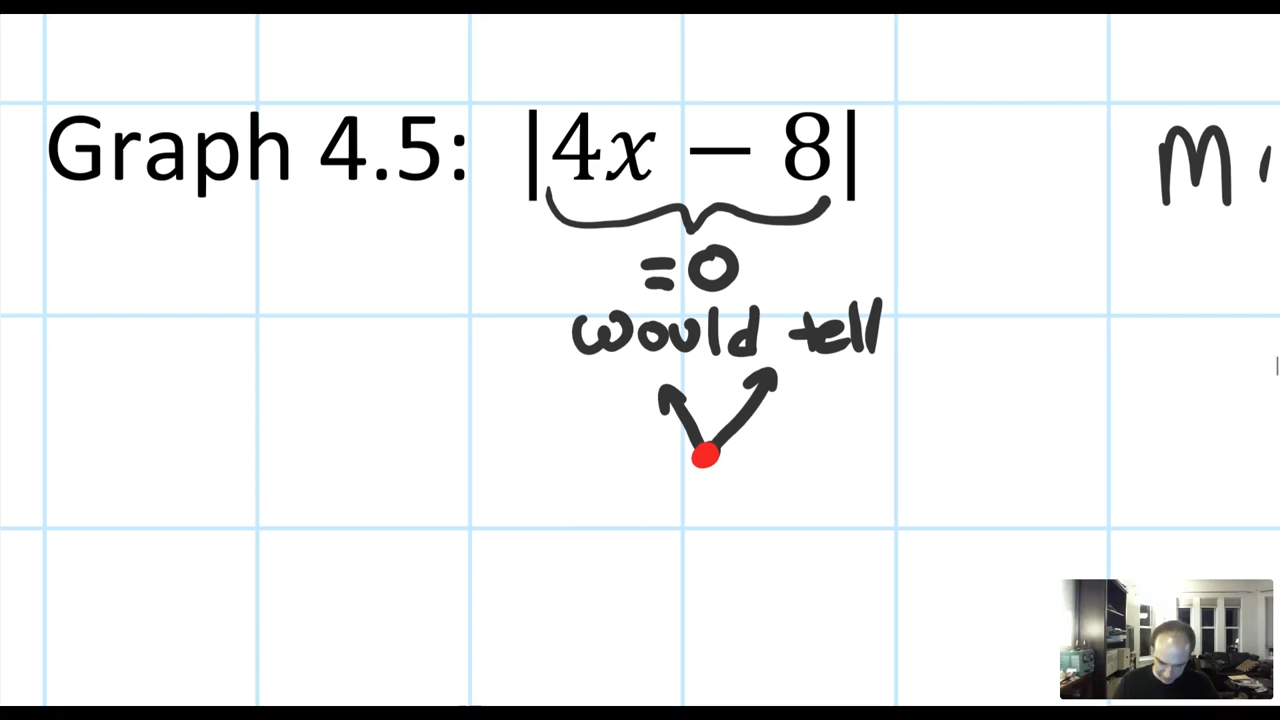 Graph 4.5: |4x − 8|
=0
would tell